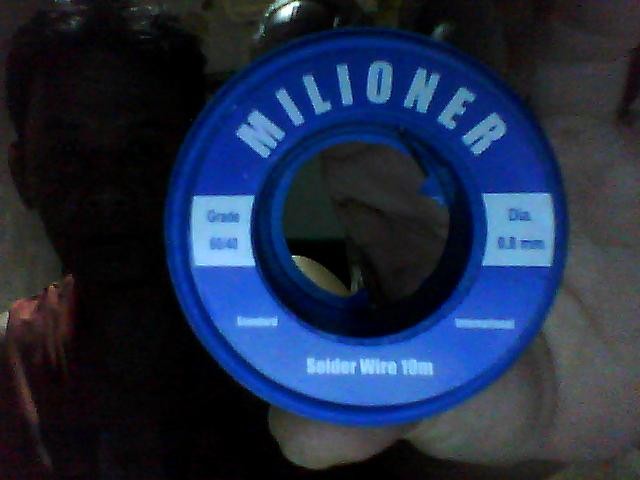 MILIONER
Grade
60/40
Dia.
0.8 mm
Standard
International
Solder Wire 10m